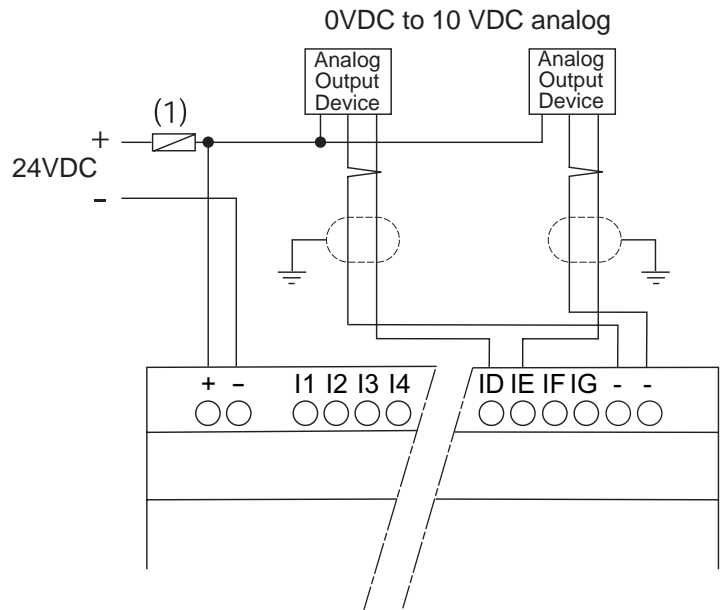 0VDC to 10 VDC analog
Analog
Output
Device
Analog
Output
Device
(1)
+
24VDC
-
+ - I1 I2 I3 I4 ID IE IF IG - -